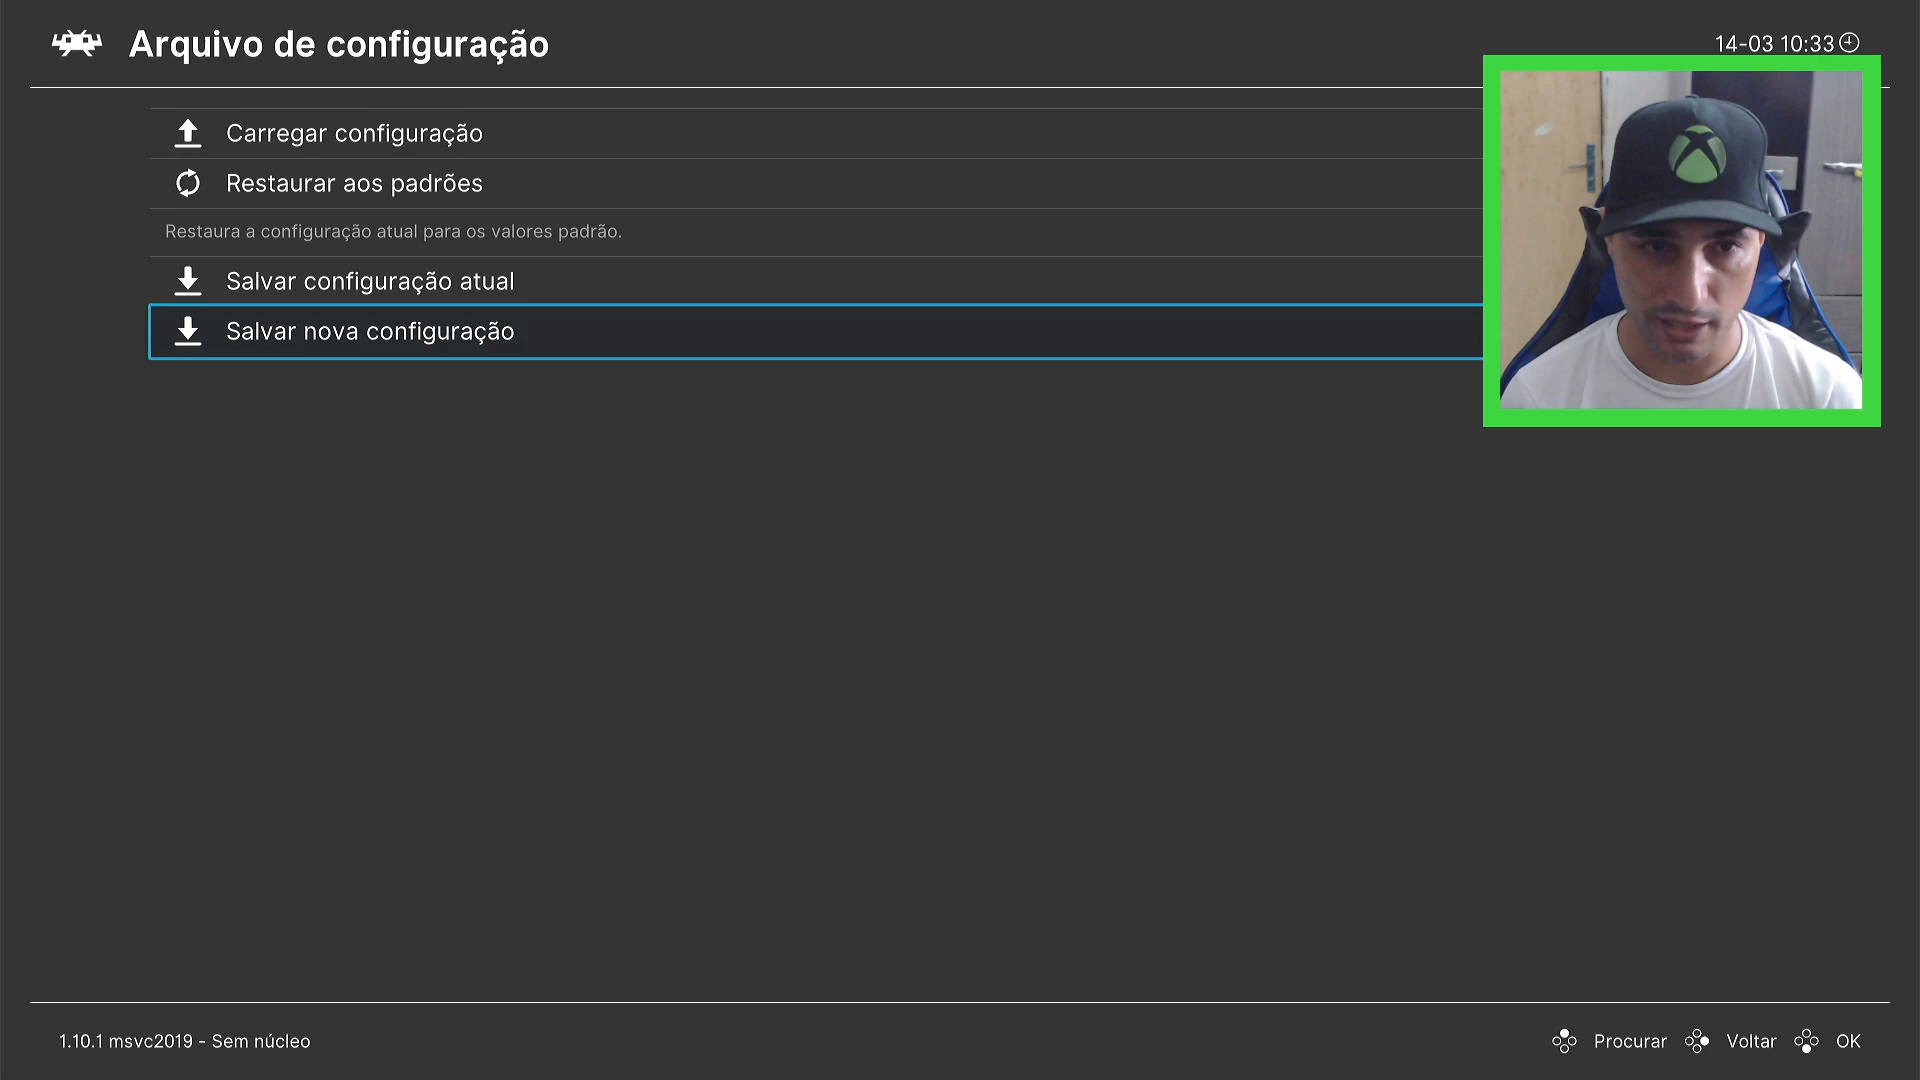 Arquivo de configuração
14-03 10:33
Carregar configuração
Restaurar aos padrões
Restaura a configuração atual para os valores padrão.
Salvar configuração atual
Salvar nova configuração
1.10.1 msvc2019 - Sem núcleo
Procurar Voltar OK